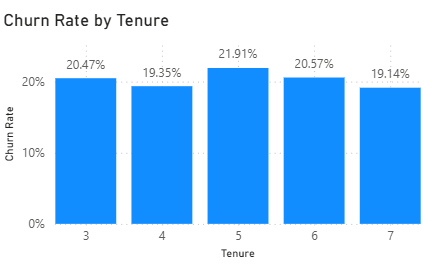 Churn Rate by Tenure
21.91%
20.47%
20.57%
19.35%
19.14%
20%
Churn Rate
10%
0%
3 4 5 6 7
Tenure